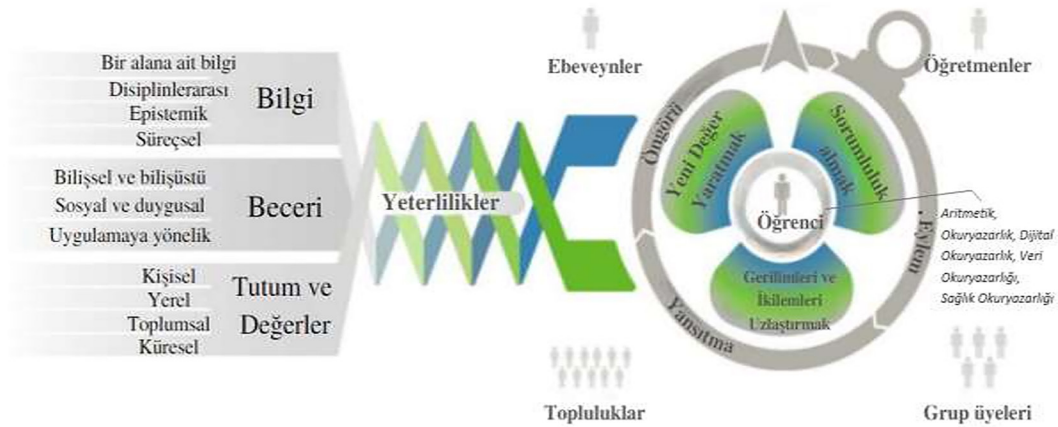 Bir alana ait bilgi
Disiplinlerarası
Epistemik
Süreçsel
Bilgi
Bilişsel ve bilişüstü
Sosyal ve duygusal
Uygulamaya yönelik
Beceri
Kişisel
Yerel
Toplumsal
Küresel
Tutum ve
Değerler
Yeterlilikler
Ebeveynler
Öğretmenler
Öngörü
Yeni Değer
Yaratmak
Sorumluluk
almak
Öğrenci
Gerilimleri ve
İkilemleri
Uzlaştırmak
Eylem
Yansıtma
Aritmetik,
Okuryazarlık, Dijital
Okuryazarlık, Veri
Okuryazarlığı,
Sağlık Okuryazarlığı
Topluluklar
Grup üyeleri